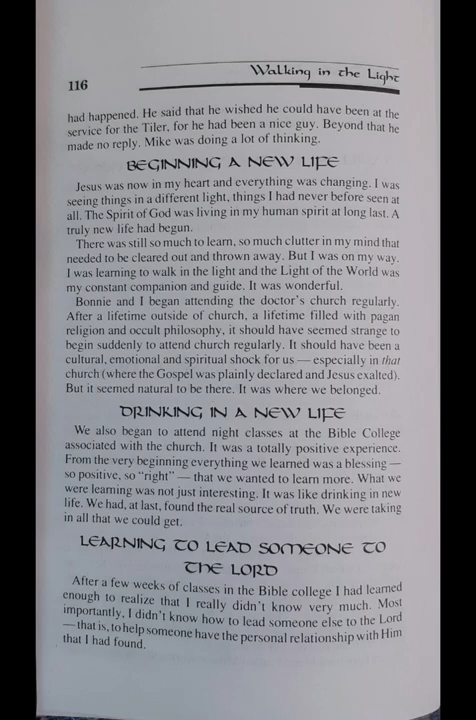 Walking in the Light
116
had happened. He said that he wished he could have been at the
service for the Tiler, for he had been a nice guy. Beyond that he
made no reply. Mike was doing a lot of thinking.
BEGINNING A NEW LIFE
Jesus was now in my heart and everything was changing. I was
seeing things in a different light, things I had never before seen at
all. The Spirit of God was living in my human spirit at long last. A
truly new life had begun.
There was still so much to learn, so much clutter in my mind that
needed to be cleared out and thrown away. But I was on my way.
I was learning to walk in the light and the Light of the World was
my constant companion and guide. It was wonderful.
Bonnie and I began attending the doctor's church regularly.
After a lifetime outside of church, a lifetime filled with pagan
religion and occult philosophy, it should have seemed strange to
begin suddenly to attend church regularly. It should have been a
cultural, emotional and spiritual shock for us — especially in that
church (where the Gospel was plainly declared and Jesus exalted).
But it seemed natural to be there. It was where we belonged.
DRINKING IN A NEW LIFE
We also began to attend night classes at the Bible College
associated with the church. It was a totally positive experience.
From the very beginning everything we learned was a blessing —
so positive, so "right" — that we wanted to learn more. What we
were learning was not just interesting. It was like drinking in new
life. We had, at last, found the real source of truth. We were taking
in all that we could get.
LEARNING TO LEAD SOMEONE TO
THE LORD
After a few weeks of classes in the Bible college I had learned
enough to realize that I really didn't know very much. Most
importantly, I didn't know how to lead someone else to the Lord
— that is, to help someone have the personal relationship with Him
that I had found.